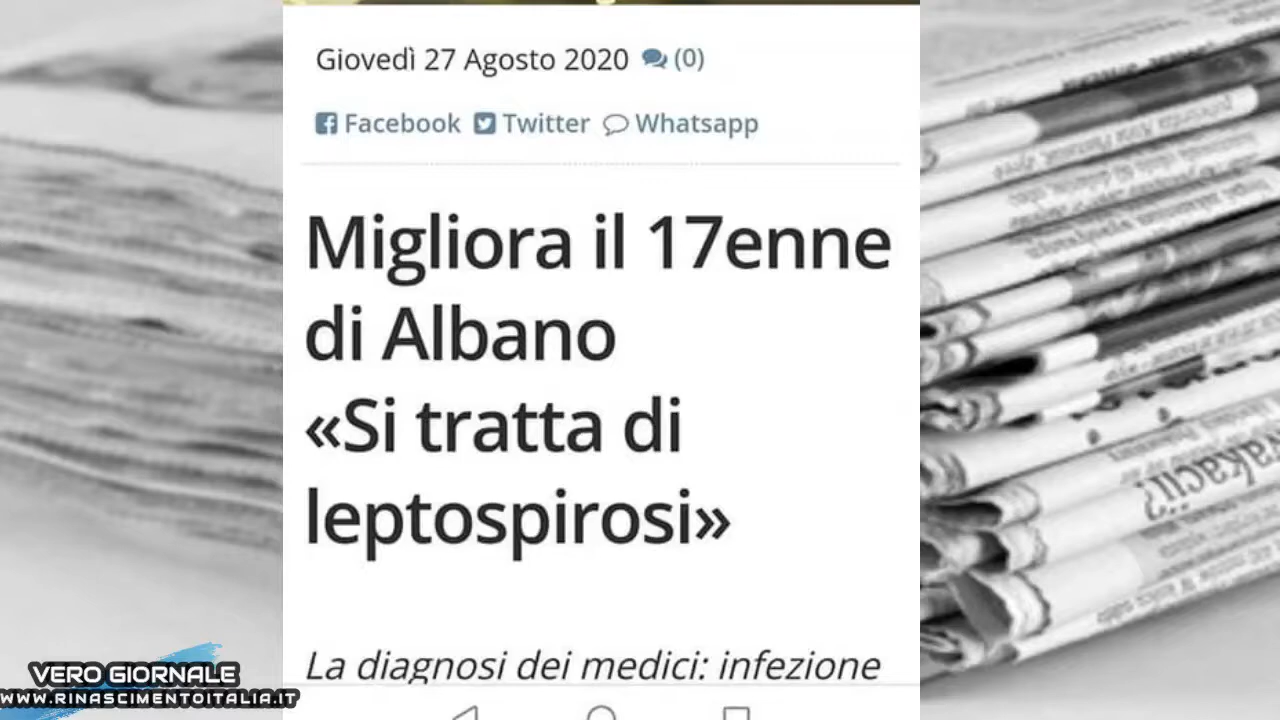 Giovedì 27 Agosto 2020 (0)
Facebook Twitter Whatsapp
Migliora il 17enne
di Albano
«Si tratta di
leptospirosi»
La diagnosi dei medici: infezione
VERO GIORNALE
WWW.RINASCIMENTOITALIA.IT